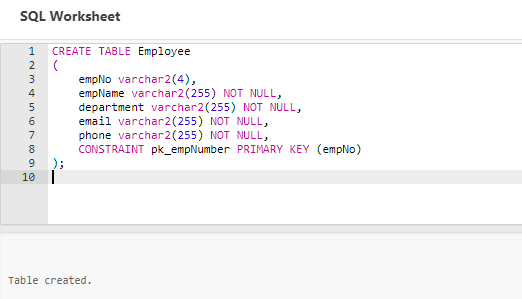 SQL Worksheet
1 CREATE TABLE Employee
2 (
3 empNo varchar2(4),
4 empName varchar2(255) NOT NULL,
5 department varchar2(255) NOT NULL,
6 email varchar2(255) NOT NULL,
7 phone varchar2(255) NOT NULL,
8 CONSTRAINT pk_empNumber PRIMARY KEY (empNo)
9 );
10
Table created.